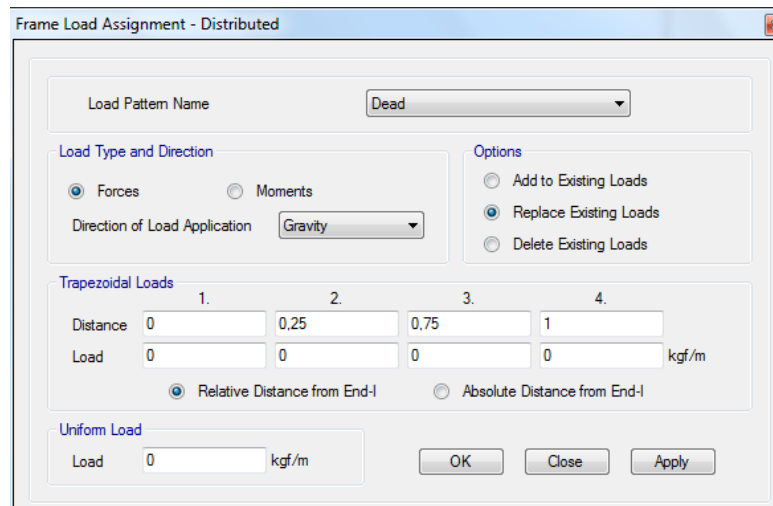 Frame Load Assignment - Distributed
Load Pattern Name Dead
Load Type and Direction
Forces Moments
Direction of Load Application Gravity
Options
Add to Existing Loads
Replace Existing Loads
Delete Existing Loads
Trapezoidal Loads
1. 2. 3. 4.
Distance 0 0,25 0,75 1
Load 0 0 0 0 kgf/m
Relative Distance from End-I Absolute Distance from End-I
Uniform Load
Load 0 kgf/m
OK Close Apply